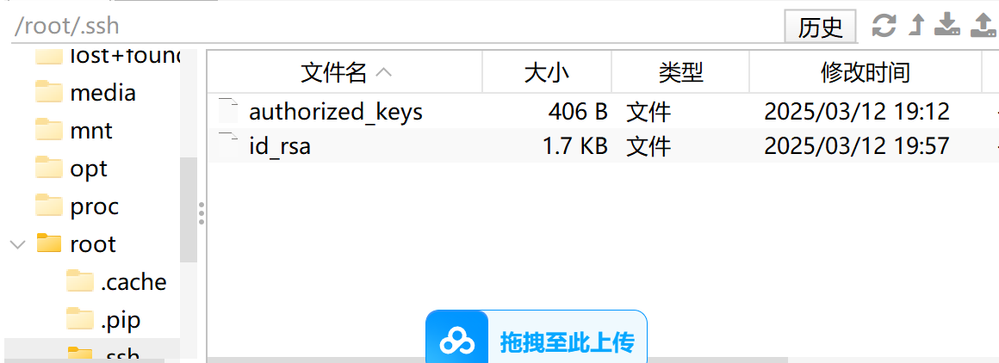 /root/.ssh
历史
lost+found
media
mnt
opt
proc
root
.cache
.pip
.ssh
文件名 大小 类型 修改时间
authorized_keys 406 B 文件 2025/03/12 19:12
id_rsa 1.7 KB 文件 2025/03/12 19:57
拖拽至此上传